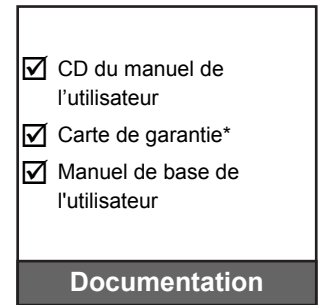 ☑ CD du manuel de
l’utilisateur
☑ Carte de garantie*
☑ Manuel de base de
l'utilisateur
Documentation